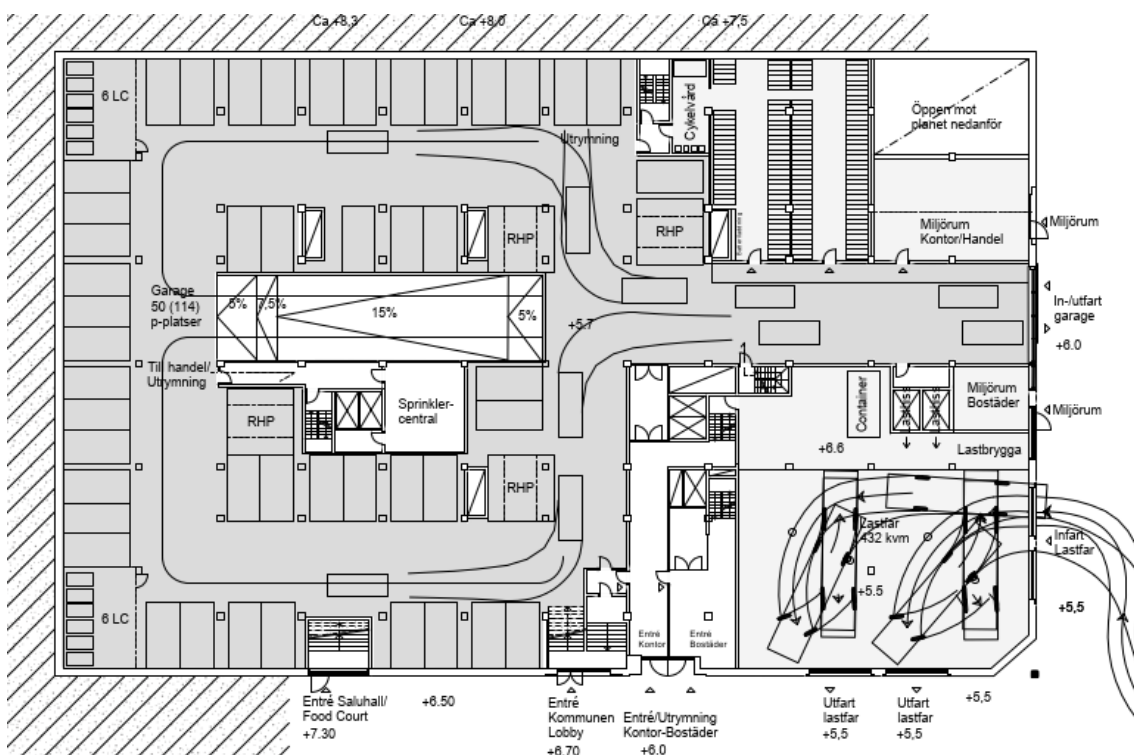 Ca +8,3
Ca +8,0
Ca +7,5
6 LC
Utrymning
Cykelvård
Öppen mot
planet nedanför
RHP
RHP
Miljörum
Kontor/Handel
Miljörum
Garage
50 (114)
p-platser
5%
7,5%
15%
5%
+5.7
In-/utfart
garage
+6.0
Till handel/
Utrymning
RHP
Sprinkler-
central
Container
Miljörum
Bostäder
Miljörum
+6.6
Lastbrygga
RHP
Lastfar
432 kvm
Infart
Lastfar
+5.5
+5,5
6 LC
Entré
Kontor
Entré
Bostäder
Entré Saluhall/
Food Court
+7.30
+6.50
Entré
Kommunen
Lobby
+6.70
Entré/Utrymning
Kontor-Bostäder
+6.0
Utfart
lastfar
+5,5
Utfart
lastfar
+5,5
+5,5